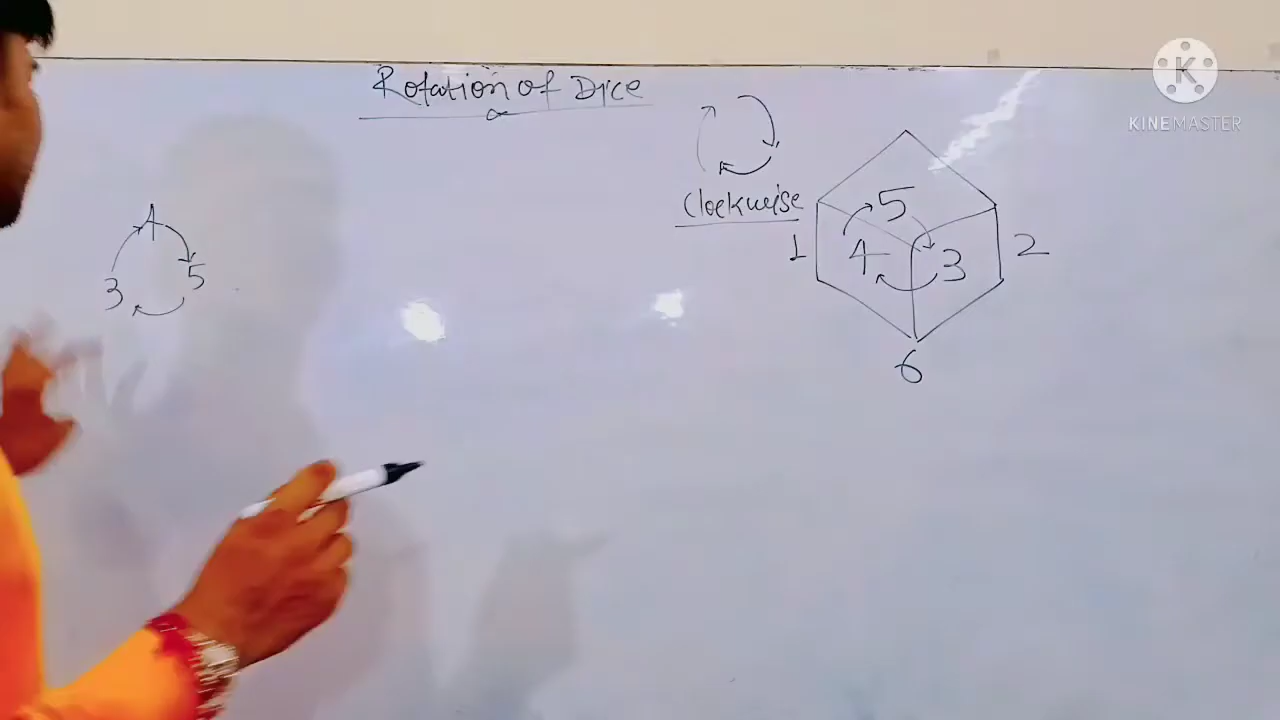 Rotation of Dice
Clockwise
4
3 5
5
1 4 3 2
6
K
KINEMASTER